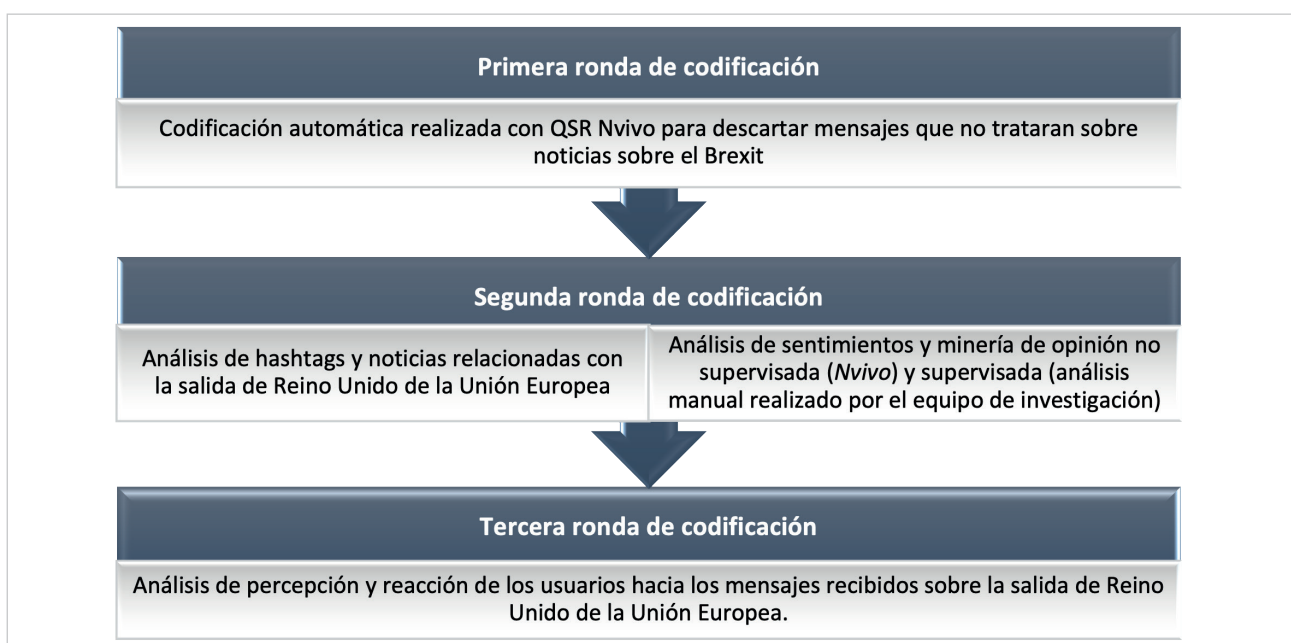 Primera ronda de codificación
Codificación automática realizada con QSR Nvivo para descartar mensajes que no trataran sobre
noticias sobre el Brexit
Segunda ronda de codificación
Análisis de hashtags y noticias relacionadas con
la salida de Reino Unido de la Unión Europea
Análisis de sentimientos y minería de opinión no
supervisada (Nvivo) y supervisada (análisis
manual realizado por el equipo de investigación)
Tercera ronda de codificación
Análisis de percepción y reacción de los usuarios hacia los mensajes recibidos sobre la salida de Reino
Unido de la Unión Europea.